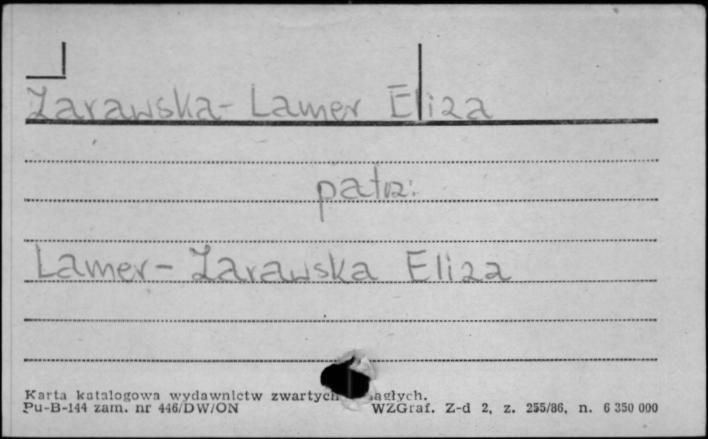 Zarawska-Lamer Eliza
patrz:
Lamer-Zarawska Eliza
Karta katalogowa wydawnictw zwartych
Pu-B-144 zam. nr 446/DW/ON WZGraf. Z-d 2, z. 255/86, n. 6 350 000